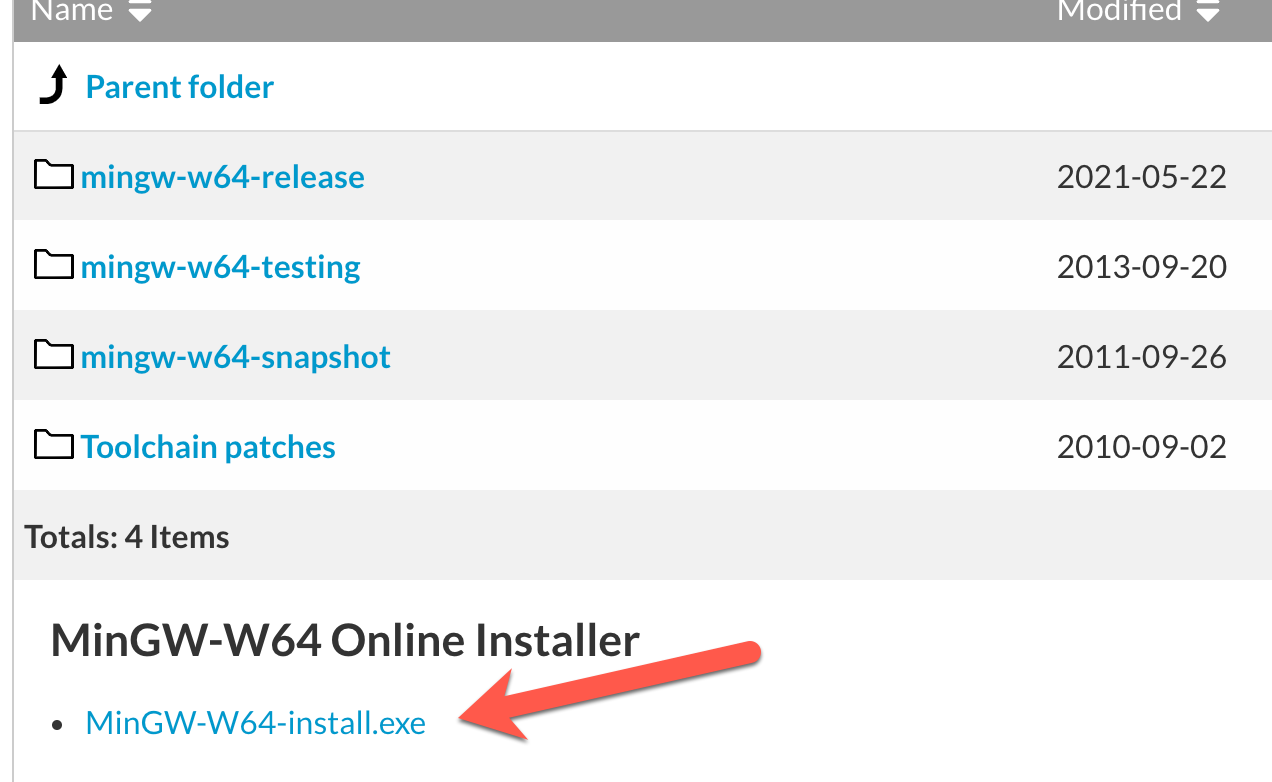 Name Modified
Parent folder
mingw-w64-release 2021-05-22
mingw-w64-testing 2013-09-20
mingw-w64-snapshot 2011-09-26
Toolchain patches 2010-09-02
Totals: 4 Items
MinGW-W64 Online Installer
• MinGW-W64-install.exe